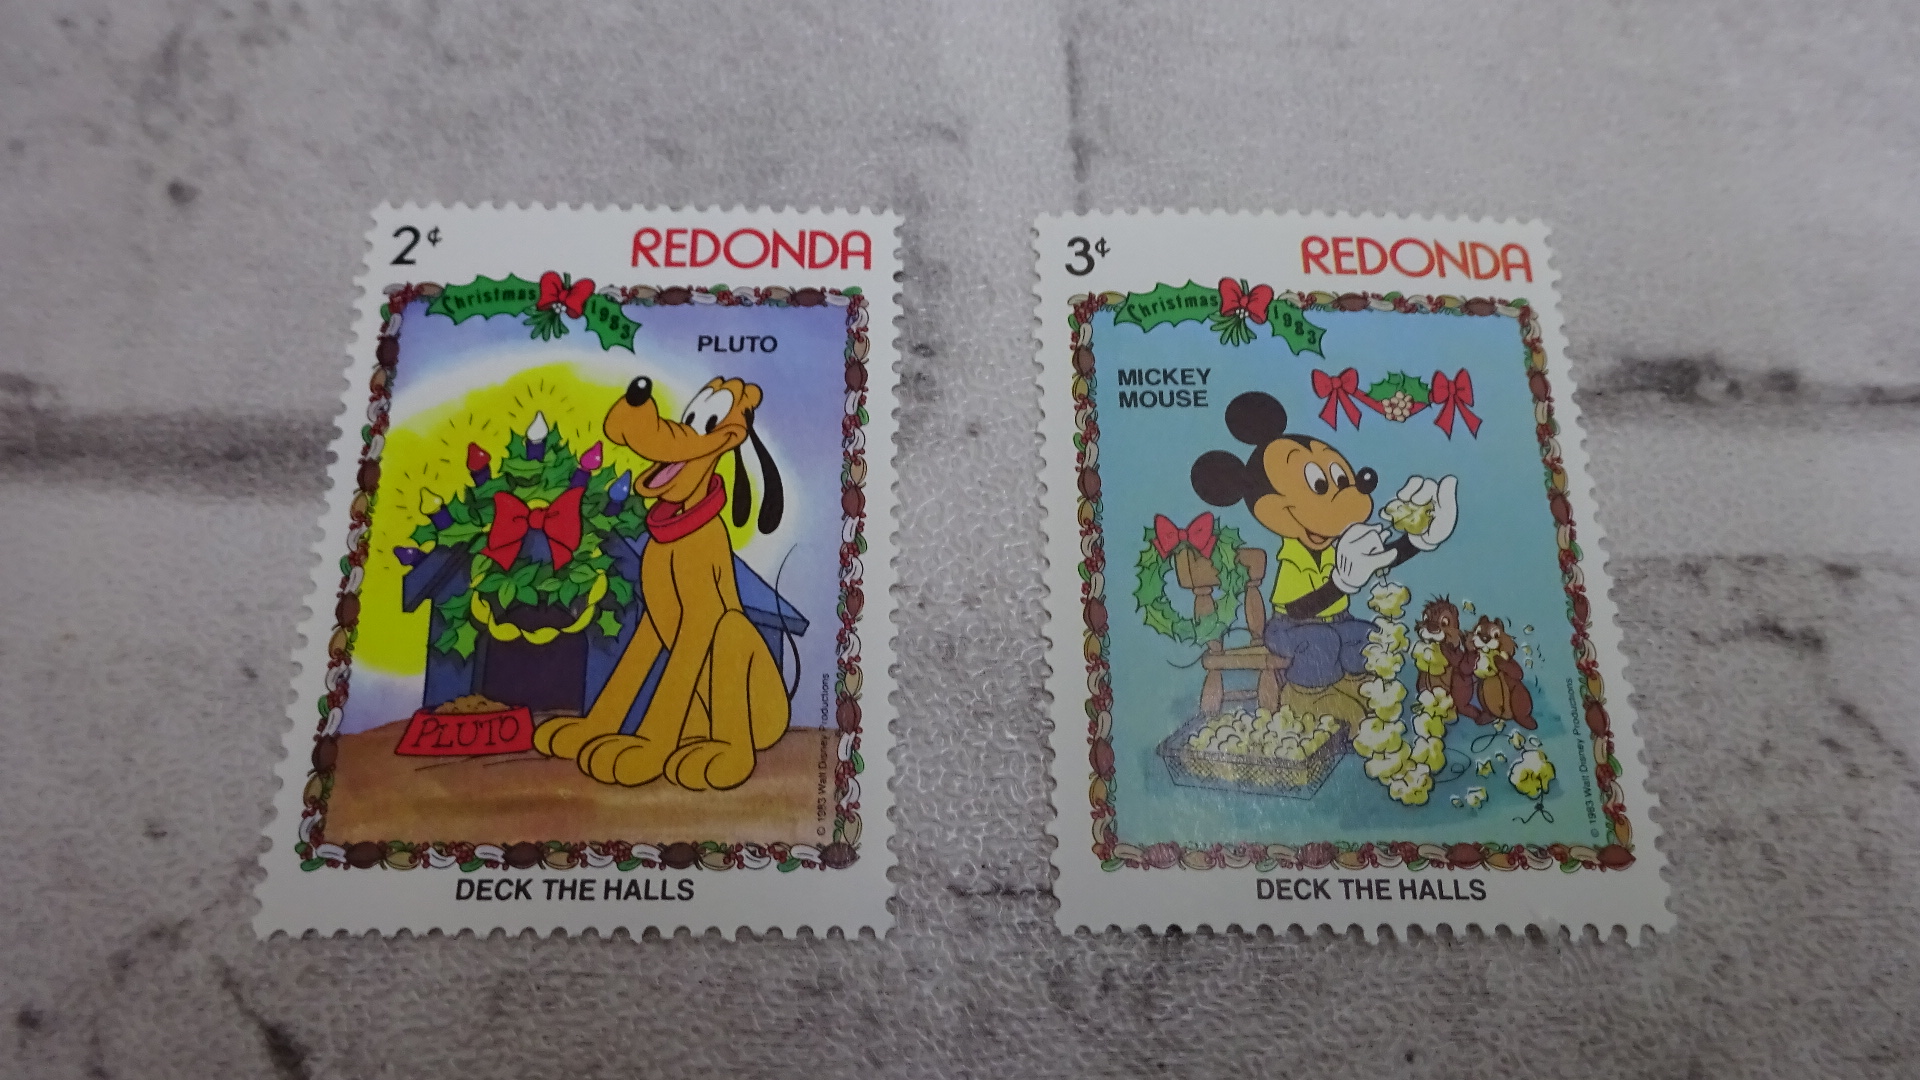 2¢ REDONDA
Christmas 1983
PLUTO
PLUTO
© 1983 Walt Disney Productions
DECK THE HALLS
3¢ REDONDA
Christmas 1983
MICKEY
MOUSE
© 1983 Walt Disney Productions
DECK THE HALLS